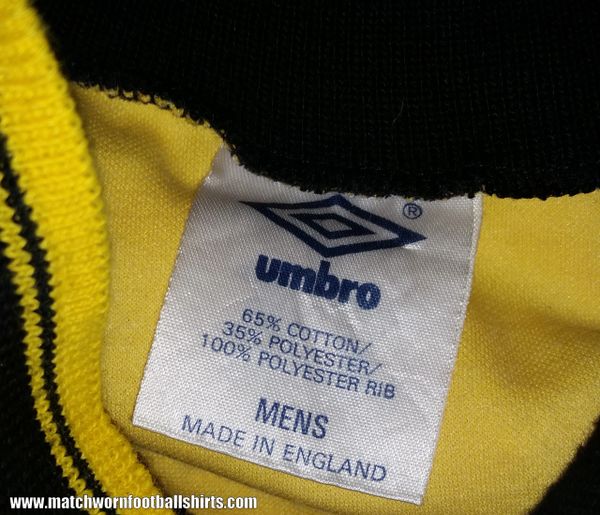 ®
umbro
65% COTTON/
35% POLYESTER/
100% POLYESTER RIB
MENS
MADE IN ENGLAND
www.matchwornfootballshirts.com